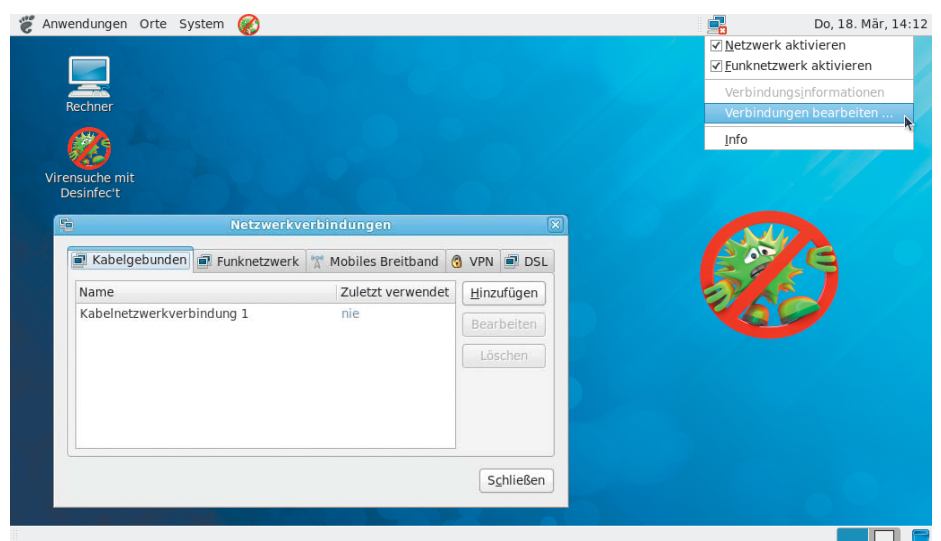 Anwendungen Orte System
Do, 18. Mär, 14:12
Netzwerk aktivieren
Funknetzwerk aktivieren
Verbindungsinformationen
Verbindungen bearbeiten ...
Info
Rechner
Virensuche mit
Desinfec't
Netzwerkverbindungen
Kabelgebunden Funknetzwerk Mobiles Breitband VPN DSL
Name Zuletzt verwendet
Kabelnetzwerkverbindung 1 nie
Hinzufügen
Bearbeiten
Löschen
Schließen